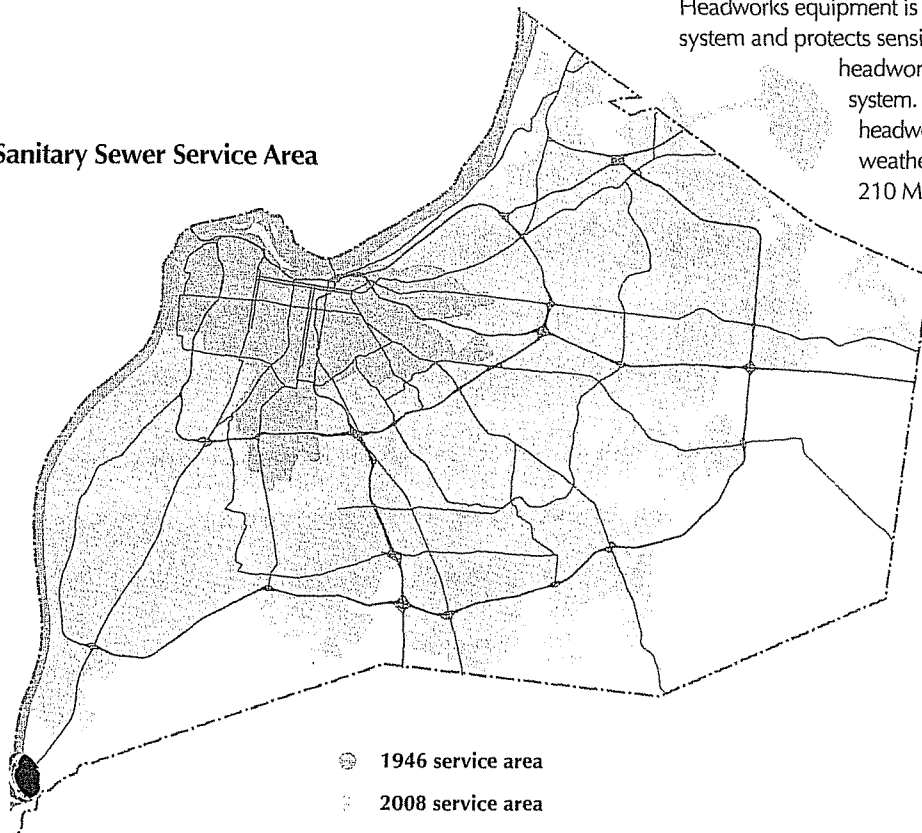 Headworks equipment is
system and protects sensi
headwor
system.
headwo
weathe
210 M
Sanitary Sewer Service Area
1946 service area
2008 service area